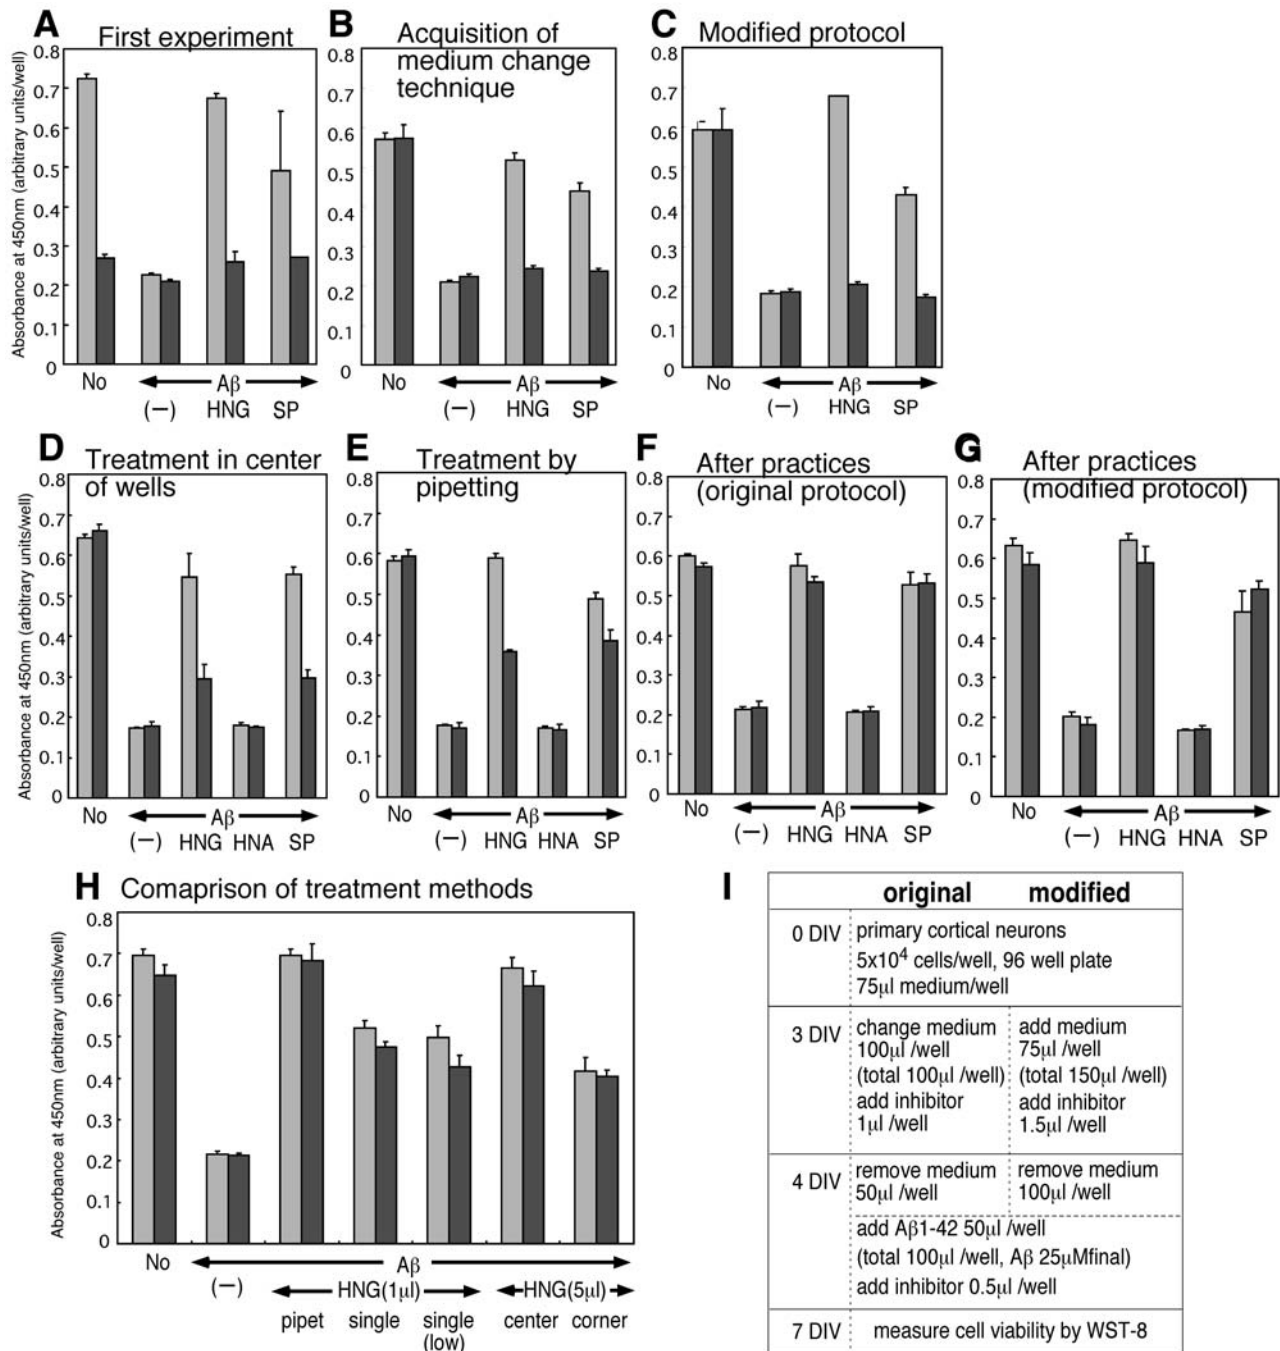 A First experiment
B Acquisition of
medium change
technique
C Modified protocol
Absorbance at 450nm (arbitrary units/well)
0.8
0.7
0.6
0.5
0.4
0.3
0.2
0.1
0
0.8
0.7
0.6
0.5
0.4
0.3
0.2
0.1
0
0.8
0.7
0.6
0.5
0.4
0.3
0.2
0.1
0
No Aβ
(−) HNG SP
No Aβ
(−) HNG SP
No Aβ
(−) HNG SP
D Treatment in center
of wells
E Treatment by
pipetting
F After practices
(original protocol)
G After practices
(modified protocol)
Absorbance at 450nm (arbitrary units/well)
0.8
0.7
0.6
0.5
0.4
0.3
0.2
0.1
0
0.8
0.7
0.6
0.5
0.4
0.3
0.2
0.1
0
0.8
0.7
0.6
0.5
0.4
0.3
0.2
0.1
0
0.8
0.7
0.6
0.5
0.4
0.3
0.2
0.1
0
No Aβ
(−) HNG HNA SP
No Aβ
(−) HNG HNA SP
No Aβ
(−) HNG HNA SP
No Aβ
(−) HNG HNA SP
H Comaprison of treatment methods
Absorbance at 450nm (arbitrary units/well)
0.8
0.7
0.6
0.5
0.4
0.3
0.2
0.1
0
No Aβ
(−) HNG(1μl) HNG(5μl)
pipet single single center corner
(low)
I original modified
0 DIV primary cortical neurons
5x10⁴ cells/well, 96 well plate
75μl medium/well
3 DIV change medium add medium
100μl /well 75μl /well
(total 100μl /well) (total 150μl /well)
add inhibitor add inhibitor
1μl /well 1.5μl /well
4 DIV remove medium remove medium
50μl /well 100μl /well
add Aβ1-42 50μl /well
(total 100μl /well, Aβ 25μMfinal)
add inhibitor 0.5μl /well
7 DIV measure cell viability by WST-8